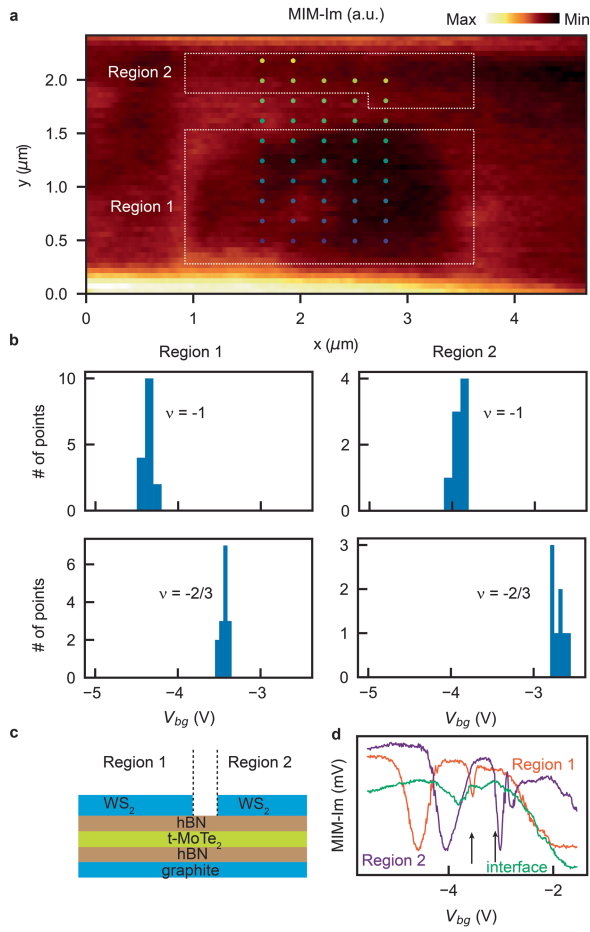 a
MIM-Im (a.u.)
Max
Min
Region 2
Region 1
y (μm)
2.0
1.5
1.0
0.5
0.0
0
1
2
3
4
x (μm)
b
Region 1
Region 2
# of points
10
5
0
ν = -1
4
2
0
ν = -1
# of points
6
4
2
0
ν = -2/3
3
2
1
0
ν = -2/3
−5
−4
−3
−5
−4
−3
Vbg (V)
Vbg (V)
c
Region 1
Region 2
WS2
WS2
hBN
t-MoTe2
hBN
graphite
d
MIM-Im (mV)
Region 1
Region 2
interface
−4
−2
Vbg (V)